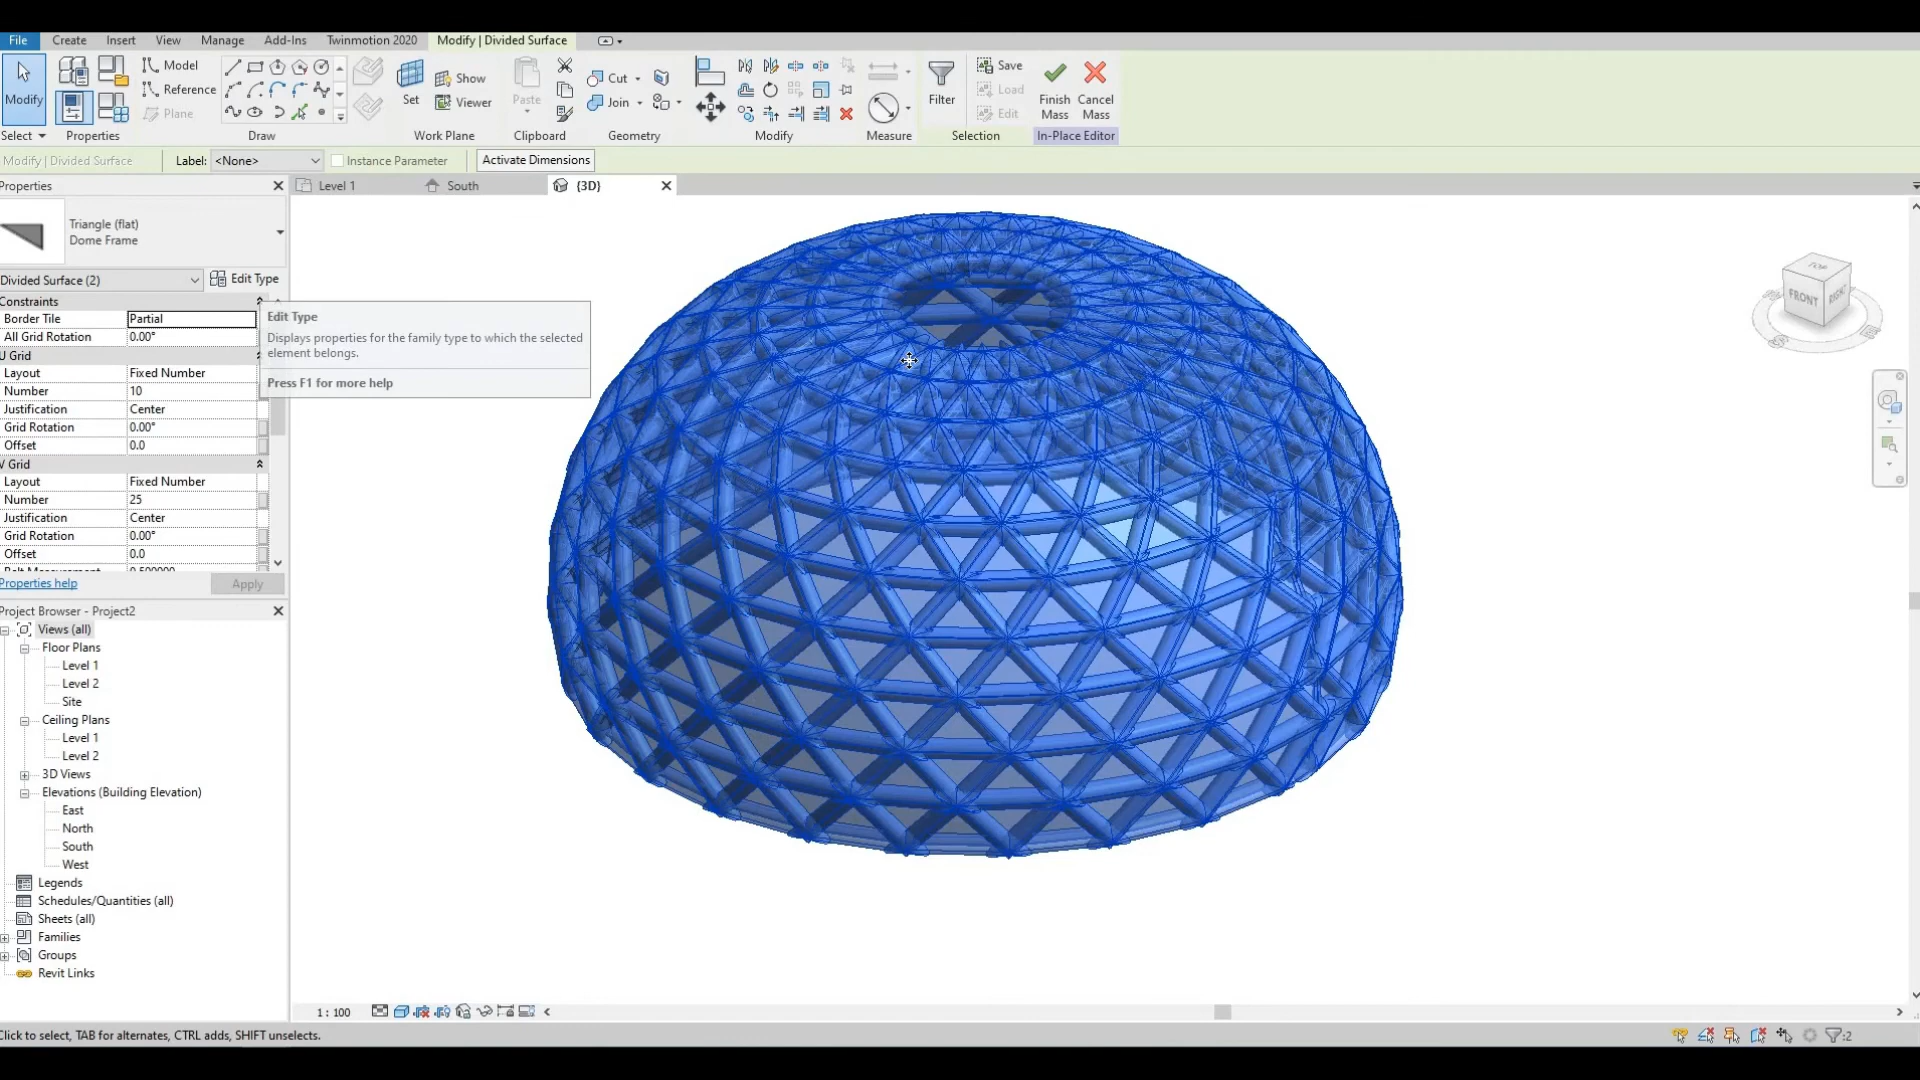 File Create Insert View Manage Add-Ins Twinmotion 2020 Modify | Divided Surface
Modify
Model
Reference
Plane
Set
Show
Viewer
Paste
Cut
Join
Filter
Save
Load
Edit
Finish Mass
Cancel Mass
Select Properties Draw Work Plane Clipboard Geometry Modify Measure Selection In-Place Editor
Modify | Divided Surface Label: <None> Instance Parameter Activate Dimensions
Properties
Level 1 South {3D}
Triangle (flat)
Dome Frame
Divided Surface (2) Edit Type
Constraints
Border Tile Partial
All Grid Rotation 0.00°
U Grid
Layout Fixed Number
Number 10
Justification Center
Grid Rotation 0.00°
Offset 0.0
V Grid
Layout Fixed Number
Number 25
Justification Center
Grid Rotation 0.00°
Offset 0.0
Properties help Apply
Edit Type
Displays properties for the family type to which the selected
element belongs.
Press F1 for more help
TOP
FRONT
RIGHT
Project Browser - Project2
Views (all)
Floor Plans
Level 1
Level 2
Site
Ceiling Plans
Level 1
Level 2
3D Views
Elevations (Building Elevation)
East
North
South
West
Legends
Schedules/Quantities (all)
Sheets (all)
Families
Groups
Revit Links
1 : 100
Click to select, TAB for alternates, CTRL adds, SHIFT unselects.
:2